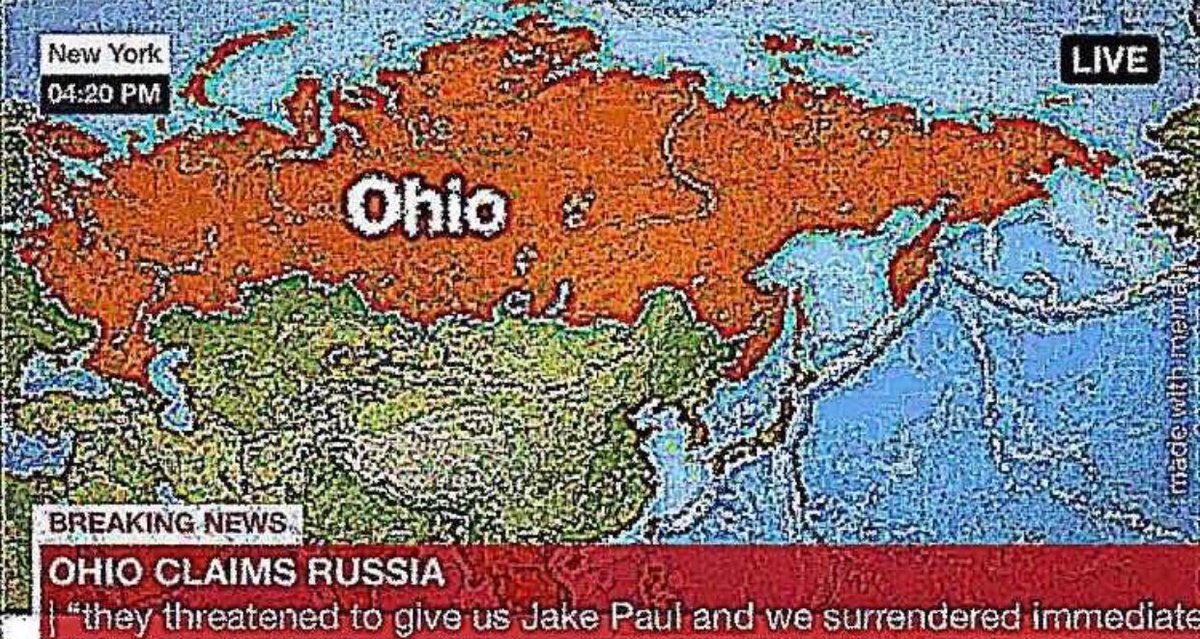 New York
04:20 PM
LIVE
Ohio
BREAKING NEWS
OHIO CLAIMS RUSSIA
"they threatened to give us Jake Paul and we surrendered immediate
made with mematic